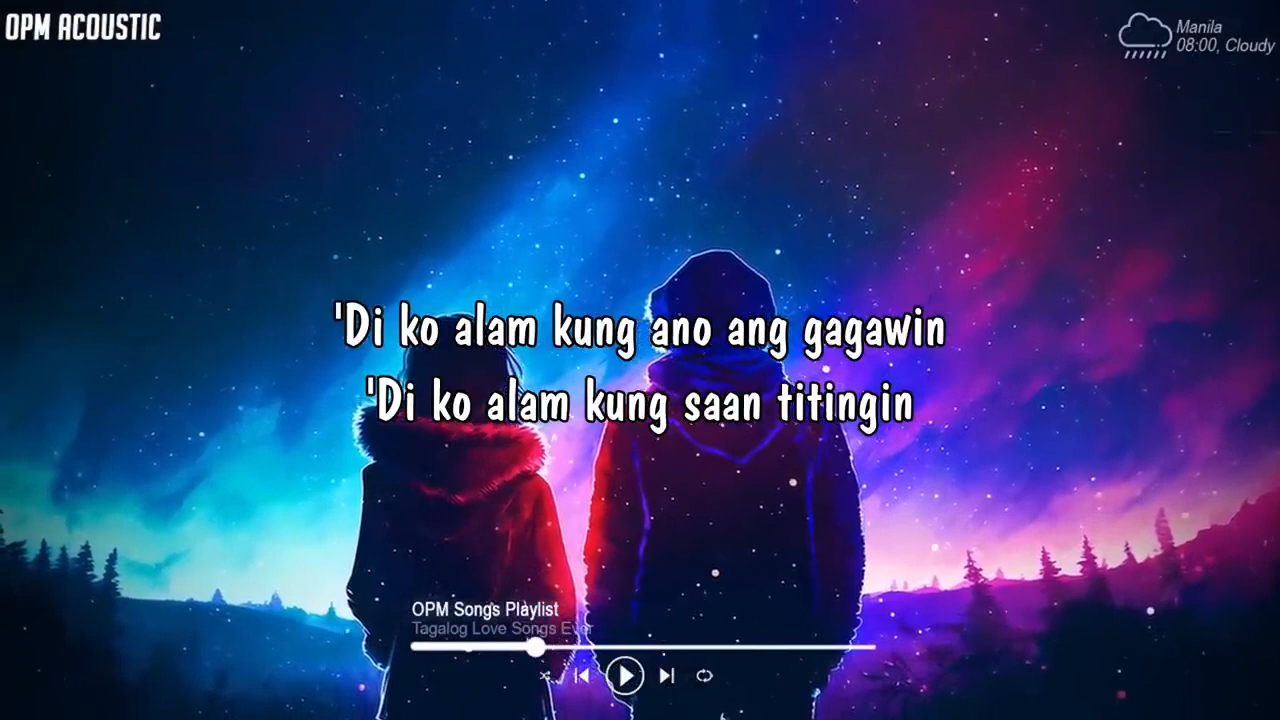 OPM ACOUSTIC
Manila
08:00, Cloudy
'Di ko alam kung ano ang gagawin
'Di ko alam kung saan titingin
OPM Songs Playlist
Tagalog Love Songs Ever